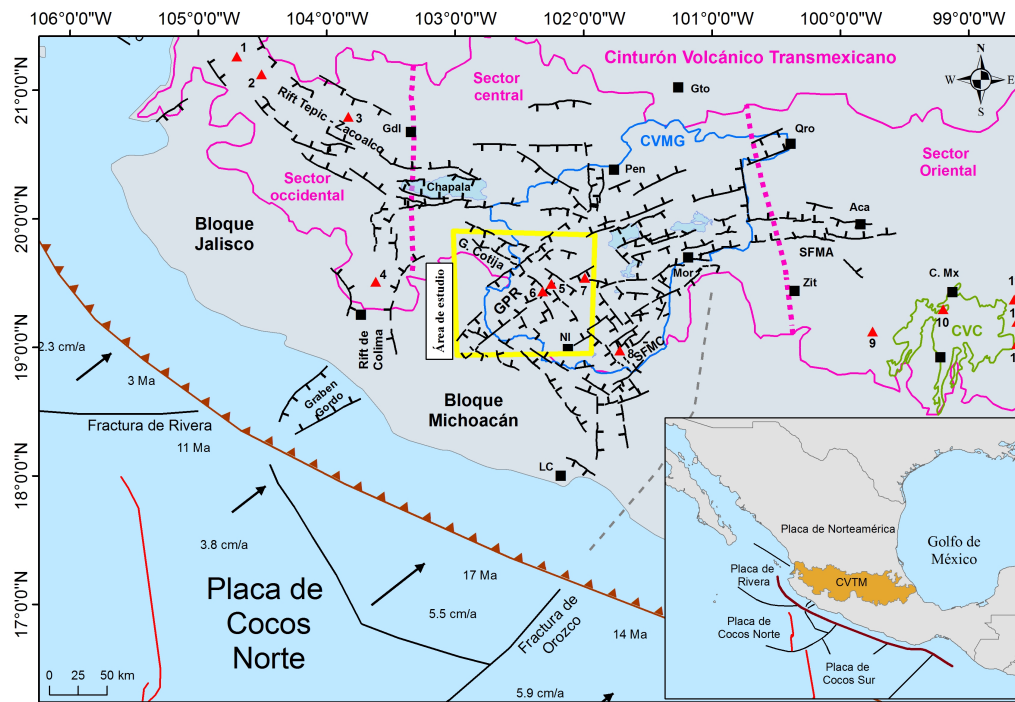 106°0'0"O
105°0'0"O
104°0'0"O
103°0'0"O
102°0'0"O
101°0'0"O
100°0'0"O
99°0'0"O
21°0'0"N
20°0'0"N
19°0'0"N
18°0'0"N
17°0'0"N
Cinturón Volcánico Transmexicano
N
W
E
S
1
2
3
Rift Tepic - Zacoalco
Gdl
Sector
central
Gto
CVMG
Qro
Pen
Sector
Oriental
Sector
occidental
Chapala
Bloque
Jalisco
Aca
SFMA
G. Cotija
Mor
4
Área de estudio
GPR
5
6
7
Zit
C. Mx
1
10
1
CVC
9
1
Rift de
Colima
NI
8
SFMC
2.3 cm/a
3 Ma
Graben
Gordo
Bloque
Michoacán
Fractura de Rivera
11 Ma
LC
3.8 cm/a
17 Ma
Placa de
Cocos
Norte
5.5 cm/a
Fractura de
Orozco
14 Ma
5.9 cm/a
0
25
50 km
Placa de Norteamérica
Golfo de
México
Placa de
Rivera
CVTM
Placa de
Cocos Norte
Placa de
Cocos Sur